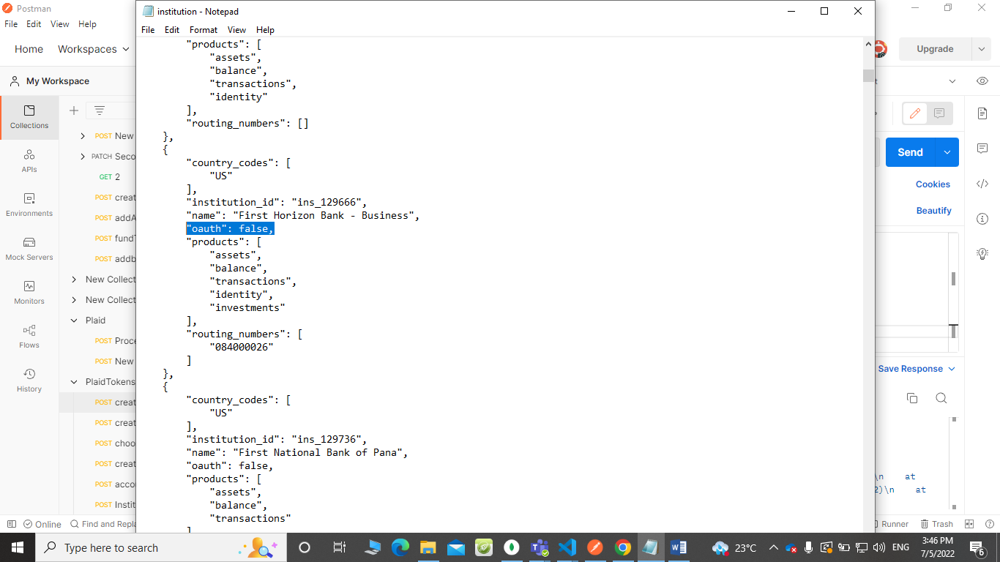 Postman
File Edit View Help
Home Workspaces
Upgrade
My Workspace
Collections
APIs
Environments
Mock Servers
Monitors
Flows
History
POST New
PATCH Seco
GET 2
POST creat
POST addA
POST fundT
POST addb
New Collect
New Collect
Plaid
POST Proce
POST New
PlaidTokens
POST creat
POST creat
POST choo
POST creat
POST acco
POST Instit
institution - Notepad
File Edit Format View Help
"products": [
"assets",
"balance",
"transactions",
"identity"
],
"routing_numbers": []
},
{
"country_codes": [
"US"
],
"institution_id": "ins_129666",
"name": "First Horizon Bank - Business",
"oauth": false,
"products": [
"assets",
"balance",
"transactions",
"identity",
"investments"
],
"routing_numbers": [
"084000026"
]
},
{
"country_codes": [
"US"
],
"institution_id": "ins_129736",
"name": "First National Bank of Pana",
"oauth": false,
"products": [
"assets",
"balance",
"transactions"
Send
Cookies
Beautify
Save Response
\n at
2)\n at
Online Find and Repla
Runner Trash
Type here to search
23°C ENG 3:46 PM
7/5/2022
6